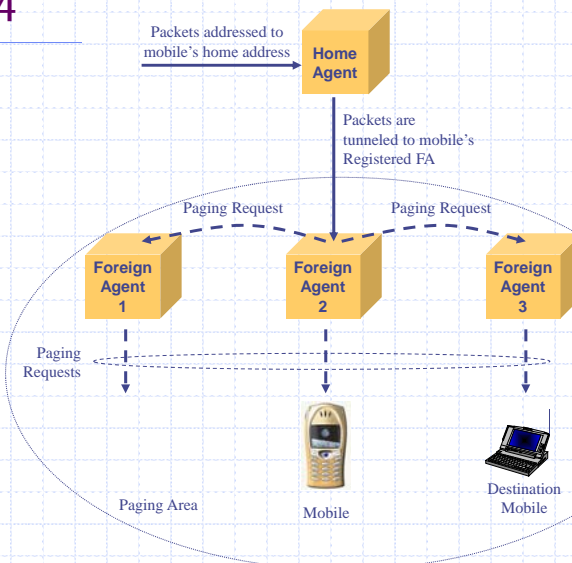 4
Packets addressed to
mobile's home address
Home
Agent
Packets are
tunneled to mobile's
Registered FA
Paging Request
Paging Request
Foreign
Agent
1
Foreign
Agent
2
Foreign
Agent
3
Paging
Requests
Paging Area
Mobile
Destination
Mobile